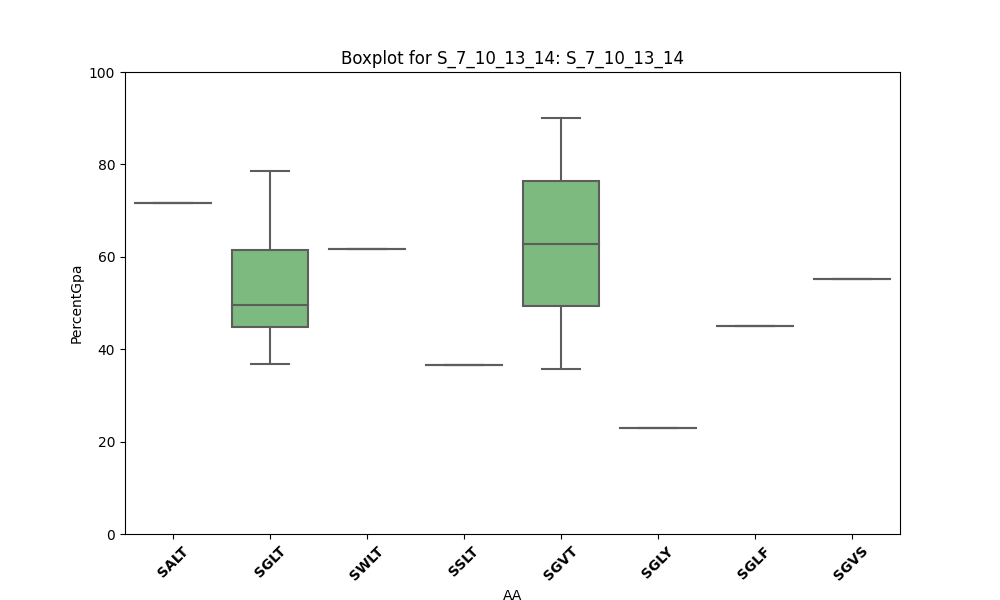 Boxplot for S_7_10_13_14: S_7_10_13_14
100
80
60
40
20
0
PercentGpa
SALT
SGLT
SWLT
SSLT
SGVT
SGLY
SGLF
SGVS
AA